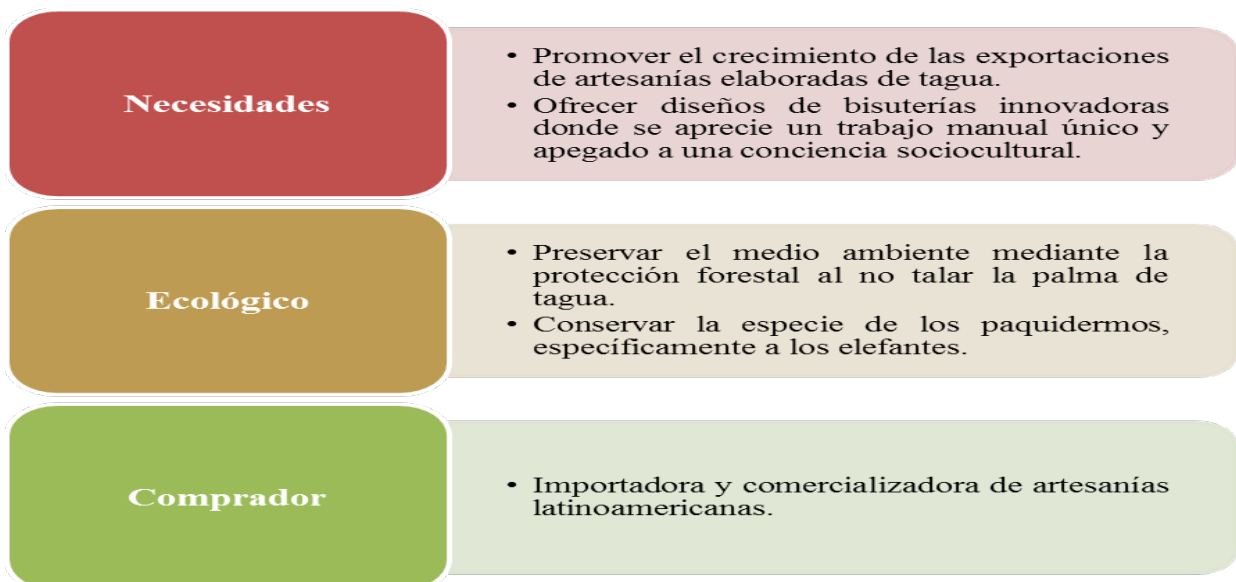 Necesidades
• Promover el crecimiento de las exportaciones
de artesanías elaboradas de tagua.
• Ofrecer diseños de bisuterías innovadoras
donde se aprecie un trabajo manual único y
apegado a una conciencia sociocultural.
Ecológico
• Preservar el medio ambiente mediante la
protección forestal al no talar la palma de
tagua.
• Conservar la especie de los paquidermos,
específicamente a los elefantes.
Comprador
• Importadora y comercializadora de artesanías
latinoamericanas.